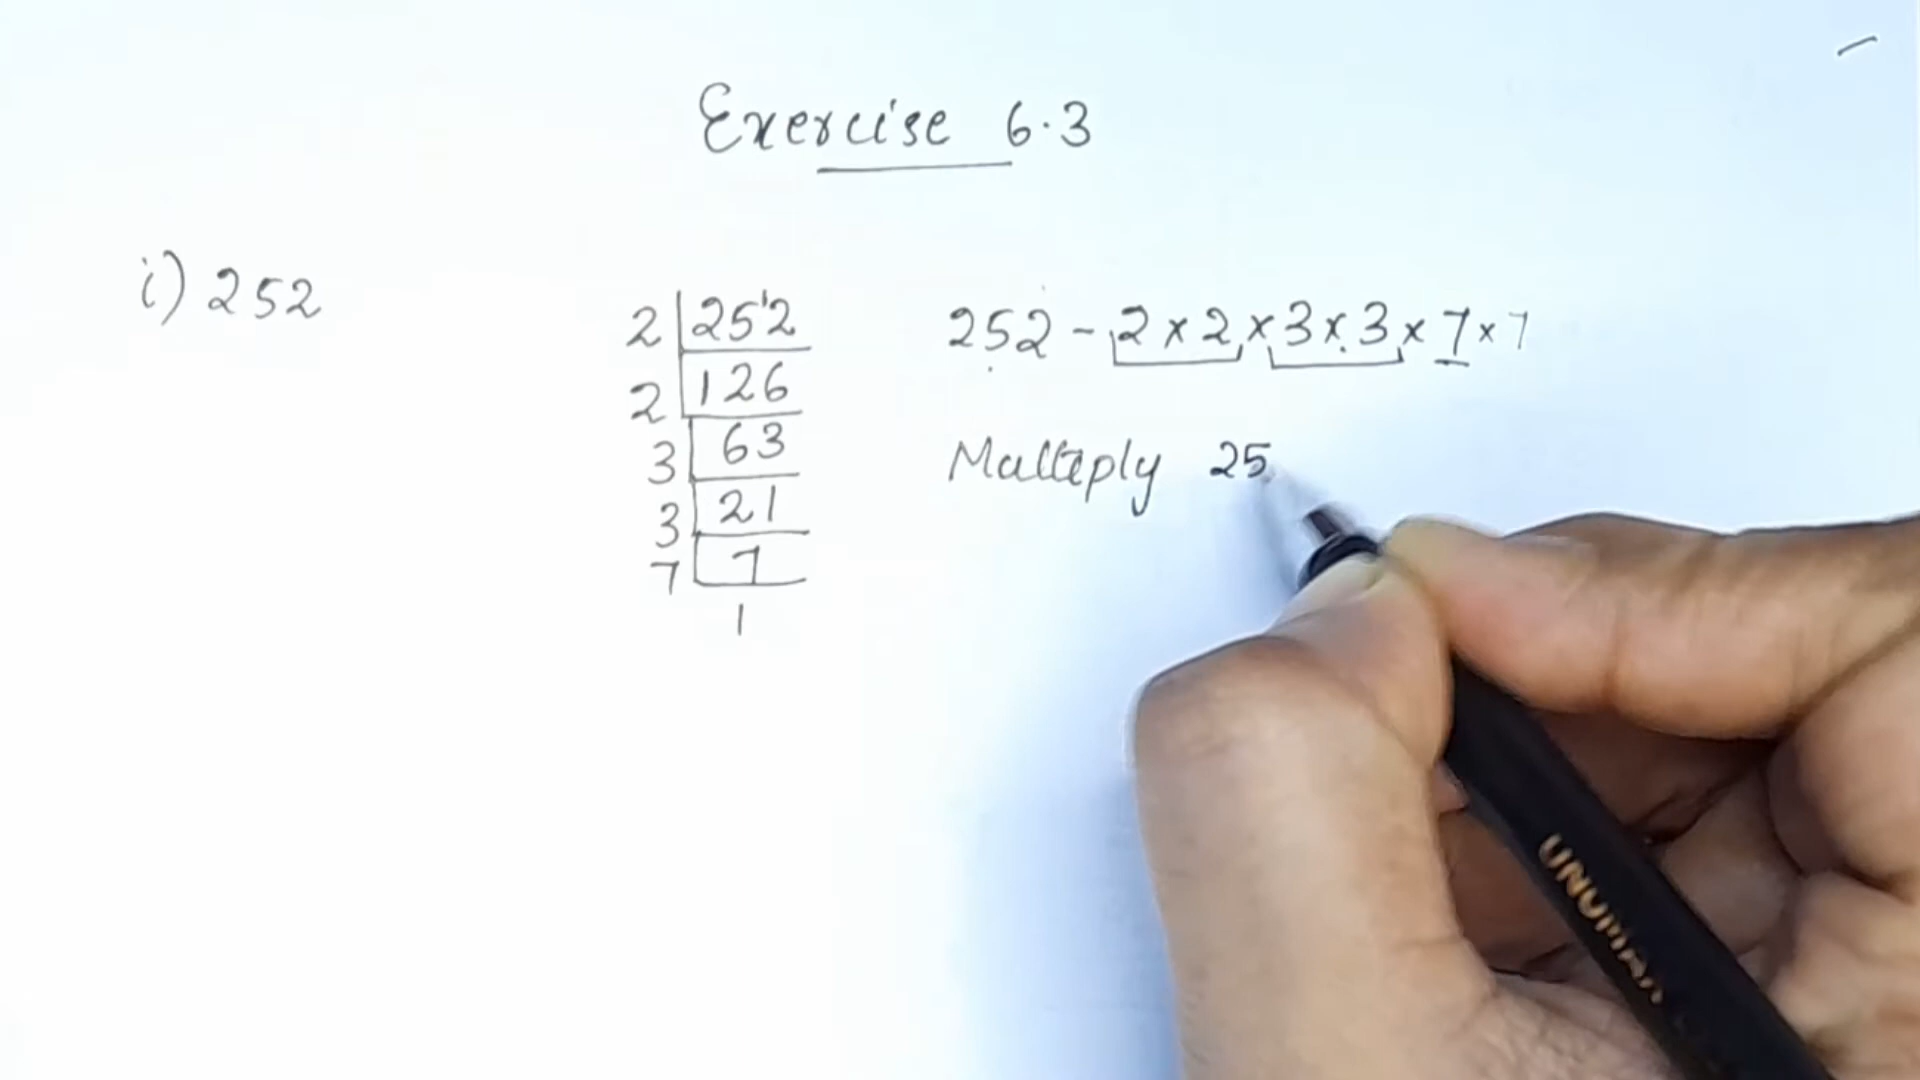 Exercise 6.3
i) 252
2 | 252
2 | 126
3 | 63
3 | 21
7 | 7
1
252 - 2 × 2 × 3 × 3 × 7 × 7
Multiply 25